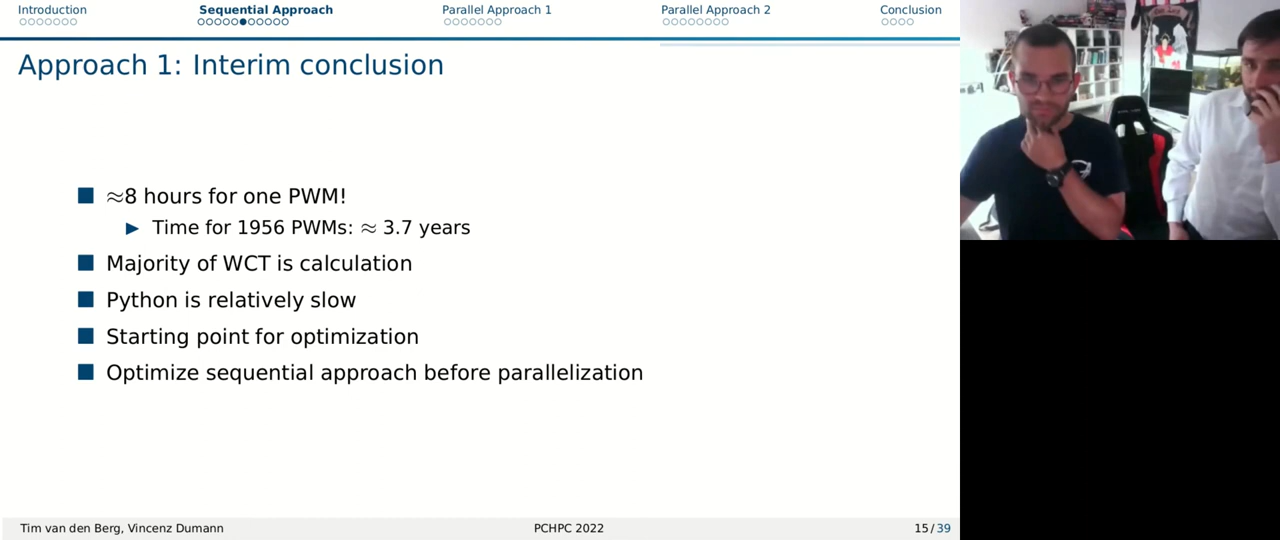 Introduction
Sequential Approach
Parallel Approach 1
Parallel Approach 2
Conclusion
Approach 1: Interim conclusion
≈8 hours for one PWM!
Time for 1956 PWMs: ≈ 3.7 years
Majority of WCT is calculation
Python is relatively slow
Starting point for optimization
Optimize sequential approach before parallelization
Tim van den Berg, Vincenz Dumann
PCHPC 2022
15/39